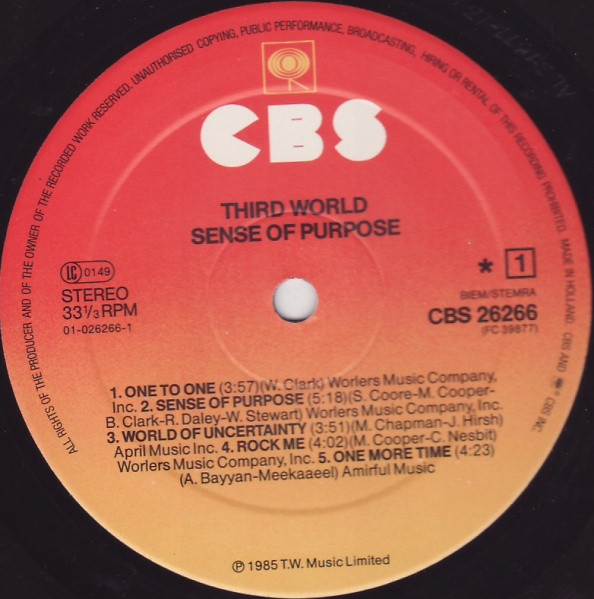 ALL RIGHTS OF THE PRODUCER AND OF THE OWNER OF THE RECORDED WORK RESERVED. UNAUTHORISED COPYING, PUBLIC PERFORMANCE, BROADCASTING, HIRING OR RENTAL OF THIS RECORDING PROHIBITED. MADE IN HOLLAND. CBS AND ® CBS INC.
CBS
THIRD WORLD
SENSE OF PURPOSE
LC 0149
STEREO
33⅓ RPM
01-026266-1
* 1
BIEM/STEMRA
CBS 26266
(FC 39877)
1. ONE TO ONE (3:57)(W. Clark) Worlers Music Company,
Inc. 2. SENSE OF PURPOSE (5:18)(S. Coore-M. Cooper-
B. Clark-R. Daley-W. Stewart) Worlers Music Company, Inc.
3. WORLD OF UNCERTAINTY (3:51)(M. Chapman-J. Hirsh)
April Music Inc. 4. ROCK ME (4:02)(M. Cooper-C. Nesbit)
Worlers Music Company, Inc. 5. ONE MORE TIME (4:23)
(A. Bayyan-Meekaaeel) Amirful Music
℗ 1985 T.W. Music Limited